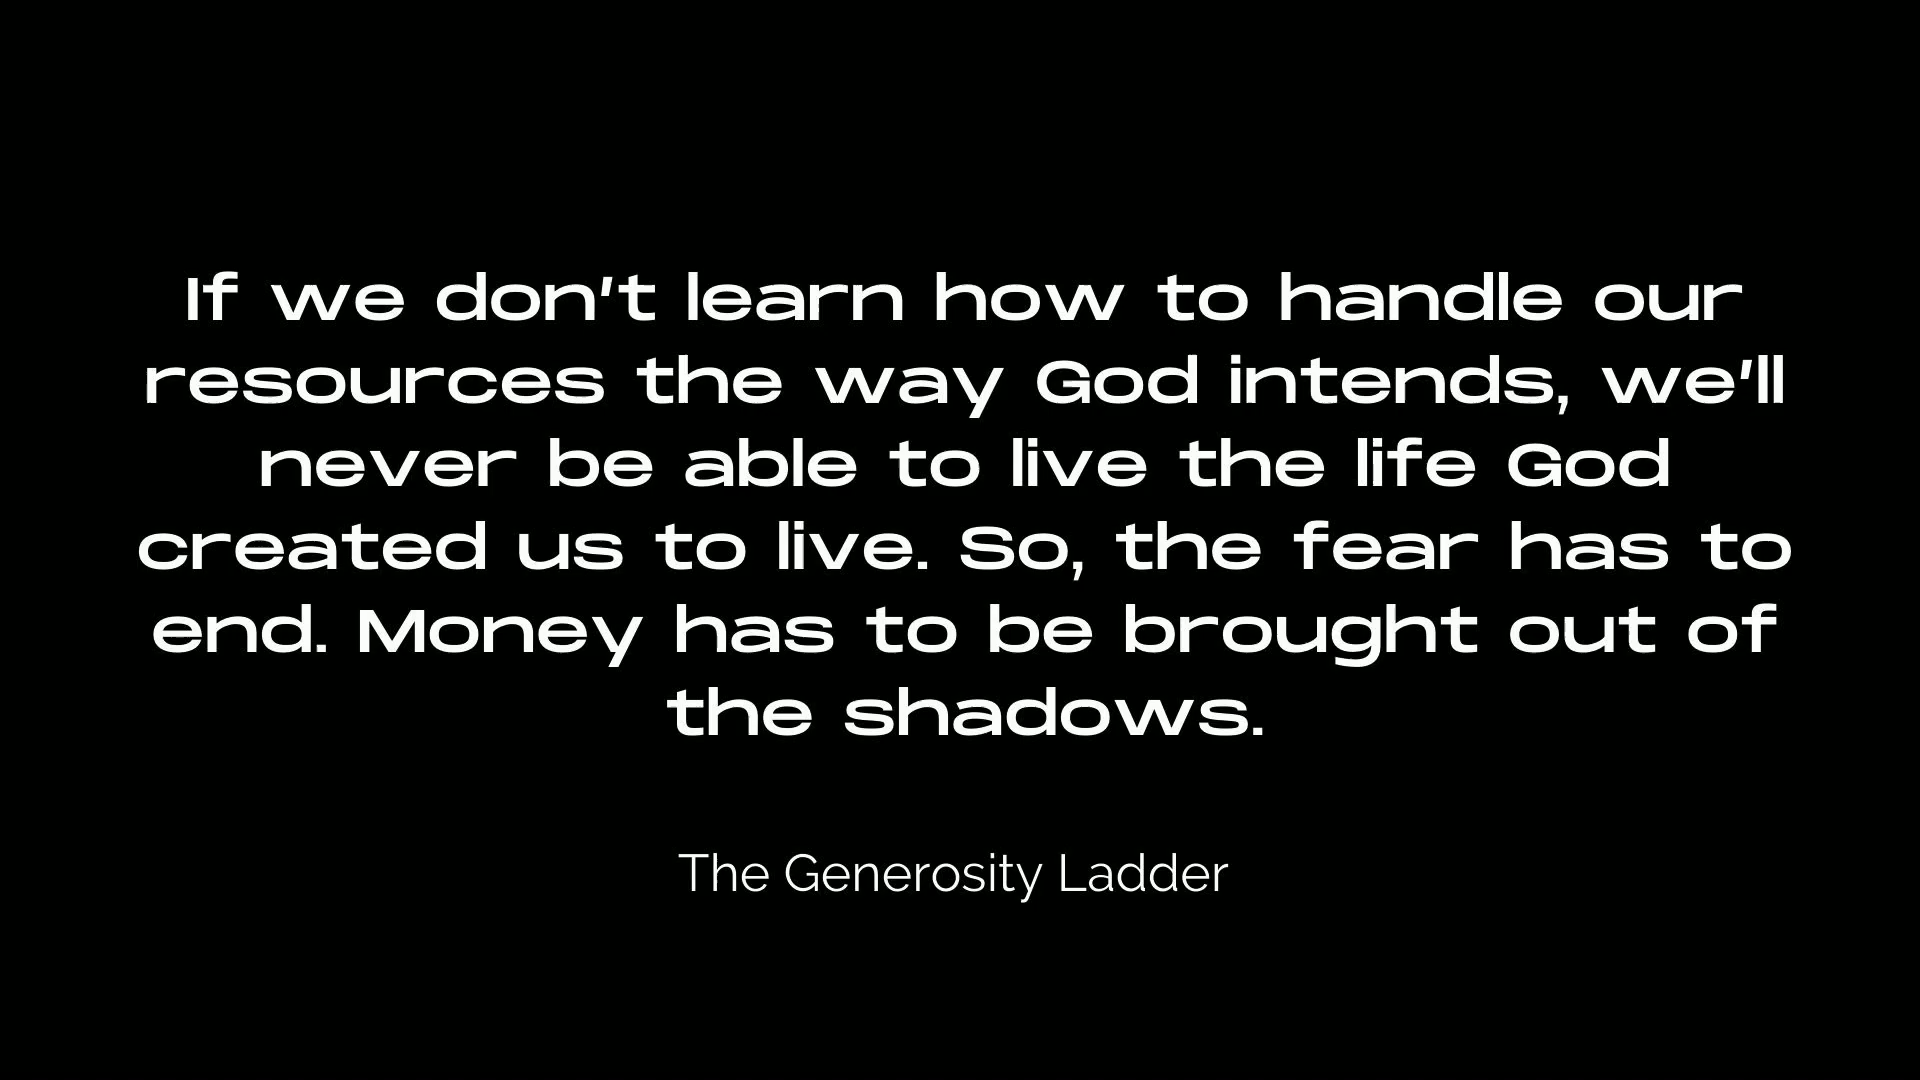 If we don't learn how to handle our
resources the way God intends, we'll
never be able to live the life God
created us to live. So, the fear has to
end. Money has to be brought out of
the shadows.
The Generosity Ladder